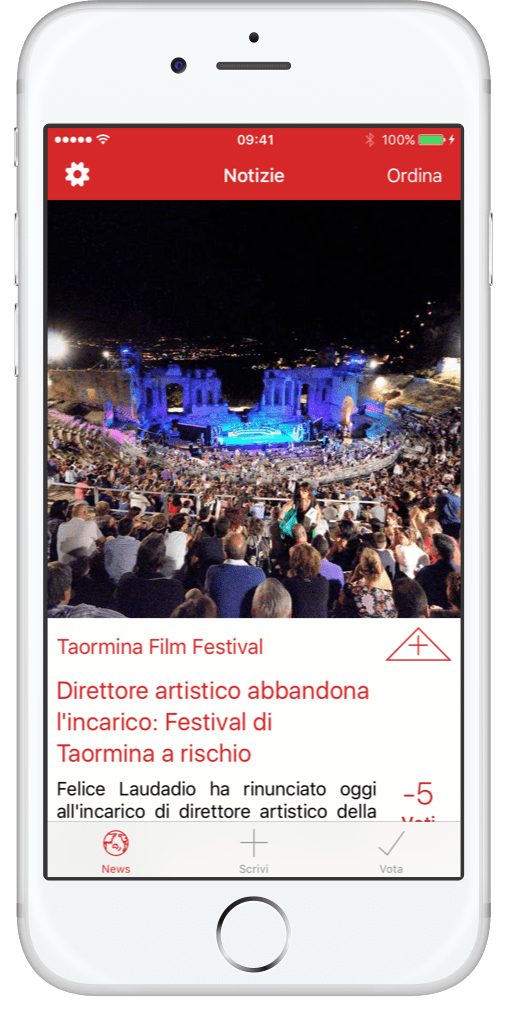 09:41 100%
Notizie Ordina
Taormina Film Festival
Direttore artistico abbandona
l'incarico: Festival di
Taormina a rischio
Felice Laudadio ha rinunciato oggi
all'incarico di direttore artistico della
-5
Voti
News Scrivi Vota